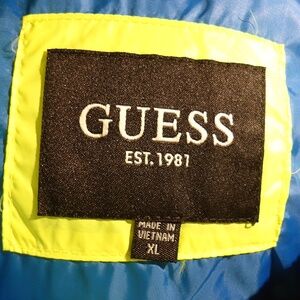 GUESS
EST.1981
MADE IN
VIETNAM
XL